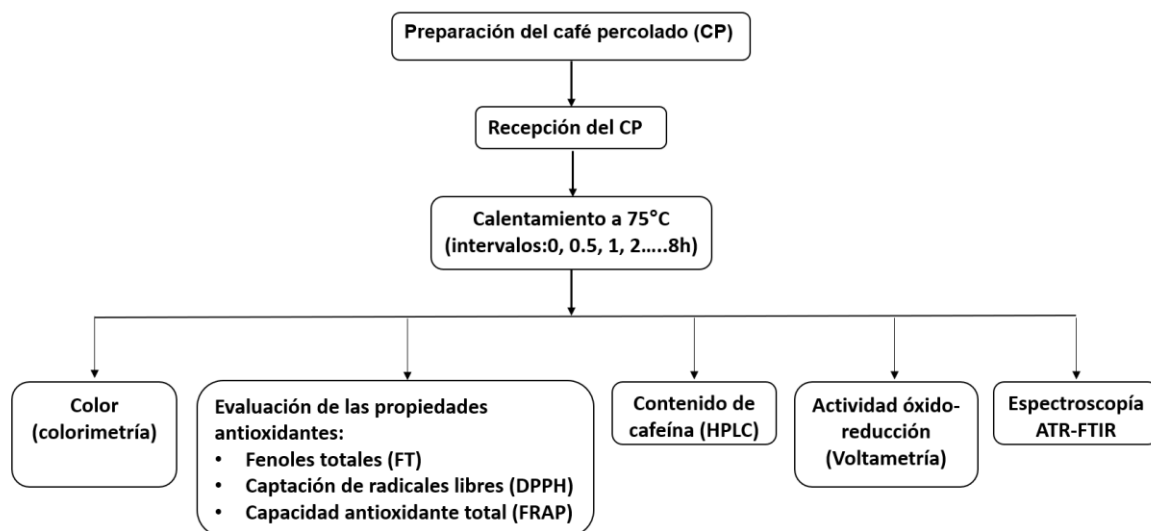 Preparación del café percolado (CP)
Recepción del CP
Calentamiento a 75°C
(intervalos:0, 0.5, 1, 2…..8h)
Color
(colorimetría)
Evaluación de las propiedades
antioxidantes:
• Fenoles totales (FT)
• Captación de radicales libres (DPPH)
• Capacidad antioxidante total (FRAP)
Contenido de
cafeína (HPLC)
Actividad óxido-
reducción
(Voltametría)
Espectroscopía
ATR-FTIR